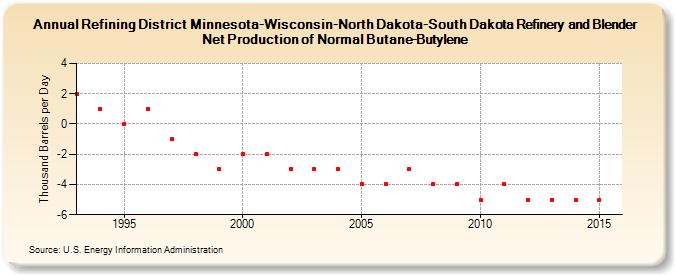 Annual Refining District Minnesota-Wisconsin-North Dakota-South Dakota Refinery and Blender
Net Production of Normal Butane-Butylene
Thousand Barrels per Day
4
2
0
-2
-4
-6
1995
2000
2005
2010
2015
Source: U.S. Energy Information Administration